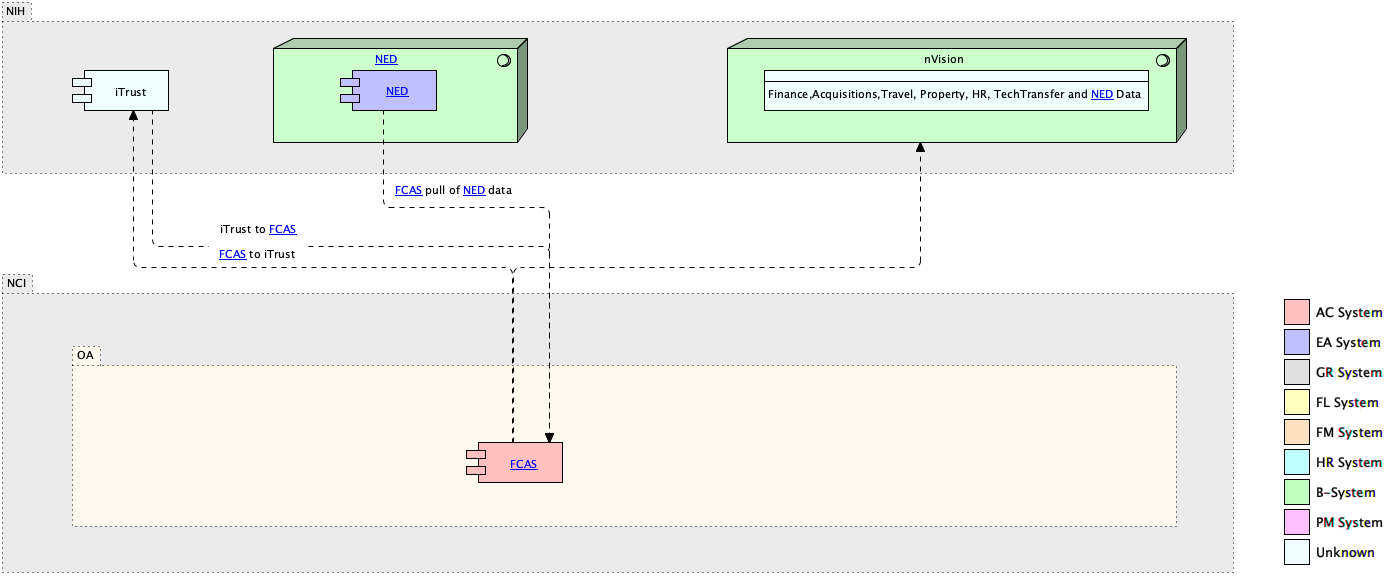 NIH
NED
nVision
iTrust
NED
Finance,Acquisitions,Travel, Property, HR, TechTransfer and NED Data
FCAS pull of NED data
iTrust to FCAS
FCAS to iTrust
NCI
OA
FCAS
AC System
EA System
GR System
FL System
FM System
HR System
B-System
PM System
Unknown